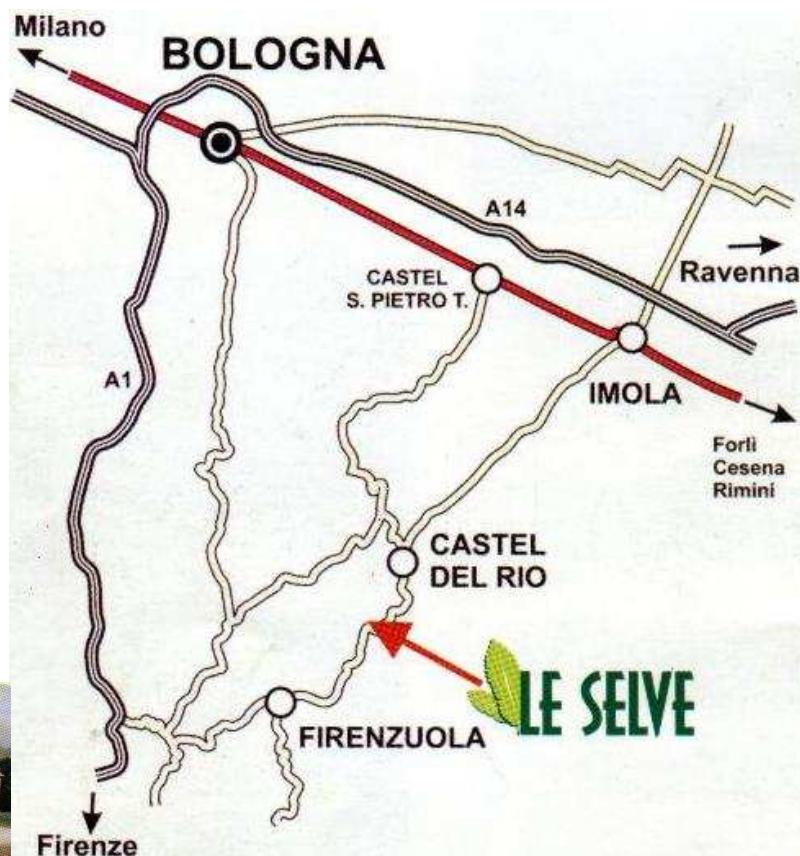 Milano
BOLOGNA
A14
Ravenna
CASTEL
S. PIETRO T.
A1
IMOLA
Forlì
Cesena
Rimini
CASTEL
DEL RIO
LE SELVE
FIRENZUOLA
Firenze